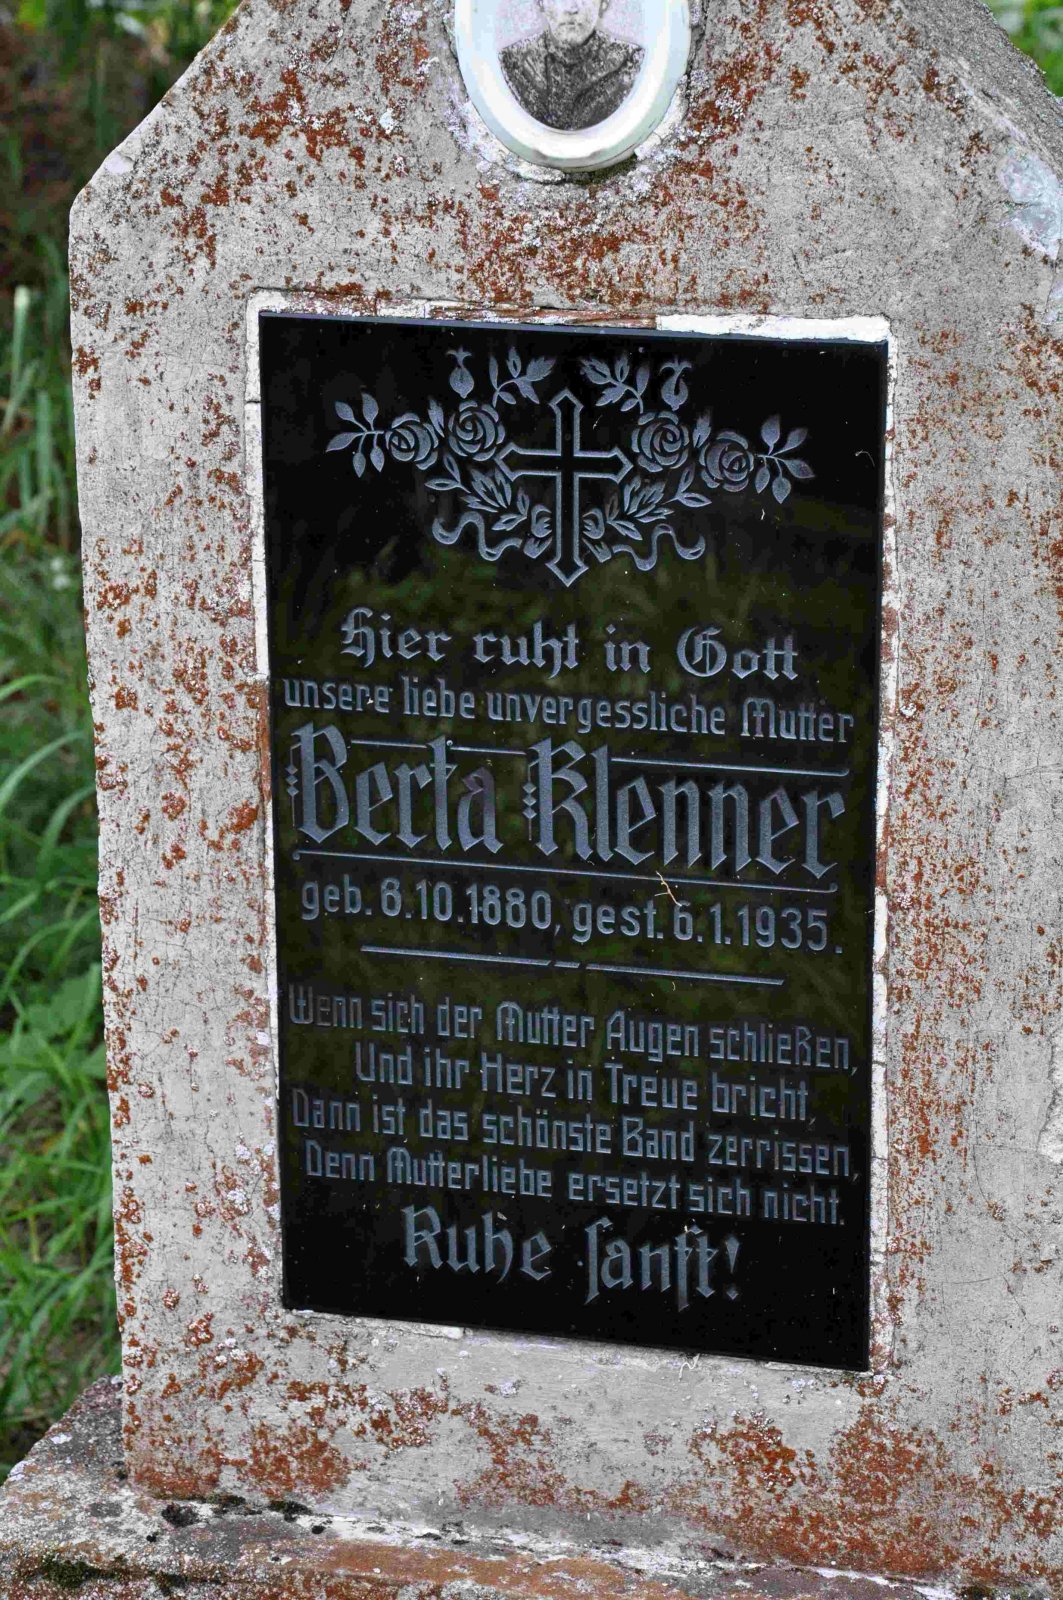 Hier ruht in Gott
unsere liebe unvergessliche Mutter
Berta Klenner
geb. 6.10.1880, gest. 6.1.1935.
Wenn sich der Mutter Augen schließen,
Und ihr Herz in Treue bricht,
Dann ist das schönste Band zerrissen,
Denn Mutterliebe ersetzt sich nicht.
Ruhe sanft!